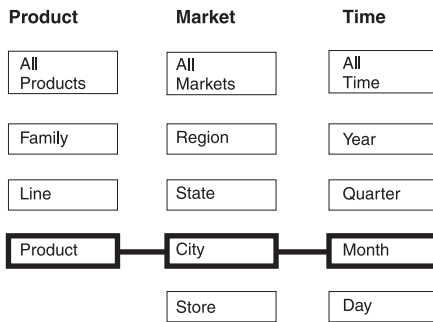 Product Market Time
All
Products
All
Markets
All
Time
Family Region Year
Line State Quarter
Product City Month
Store Day